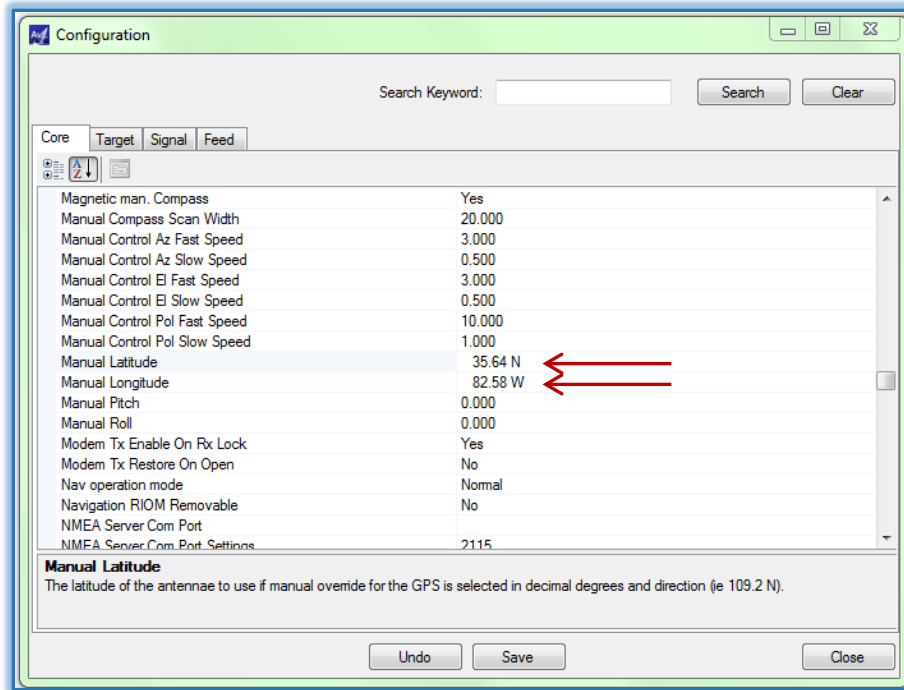 Configuration
Search Keyword: Search Clear
Core Target Signal Feed
Magnetic man. Compass Yes
Manual Compass Scan Width 20.000
Manual Control Az Fast Speed 3.000
Manual Control Az Slow Speed 0.500
Manual Control El Fast Speed 3.000
Manual Control El Slow Speed 0.500
Manual Control Pol Fast Speed 10.000
Manual Control Pol Slow Speed 1.000
Manual Latitude 35.64 N
Manual Longitude 82.58 W
Manual Pitch 0.000
Manual Roll 0.000
Modem Tx Enable On Rx Lock Yes
Modem Tx Restore On Open No
Nav operation mode Normal
Navigation RIOM Removable No
NMEA Server Com Port
NMEA Server Com Port Settings 2115
Manual Latitude
The latitude of the antennae to use if manual override for the GPS is selected in decimal degrees and direction (ie 109.2 N).
Undo Save Close